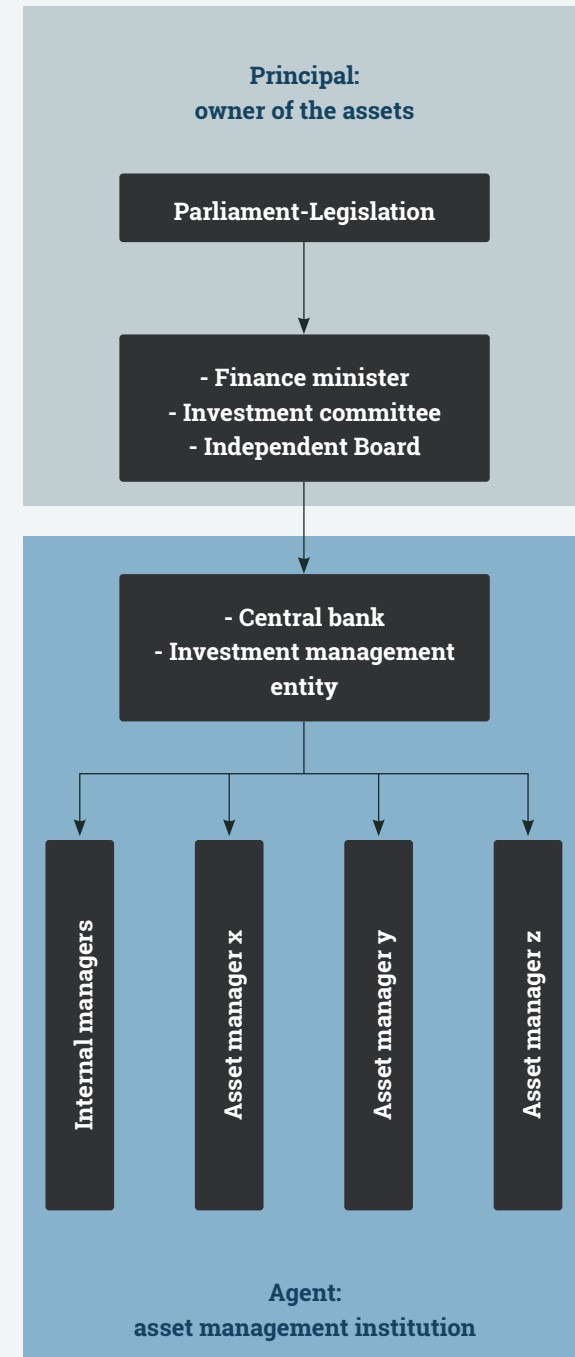 Principal:
owner of the assets
Parliament-Legislation
- Finance minister
- Investment committee
- Independent Board
- Central bank
- Investment management
entity
Internal managers
Asset manager x
Asset manager y
Asset manager z
Agent:
asset management institution